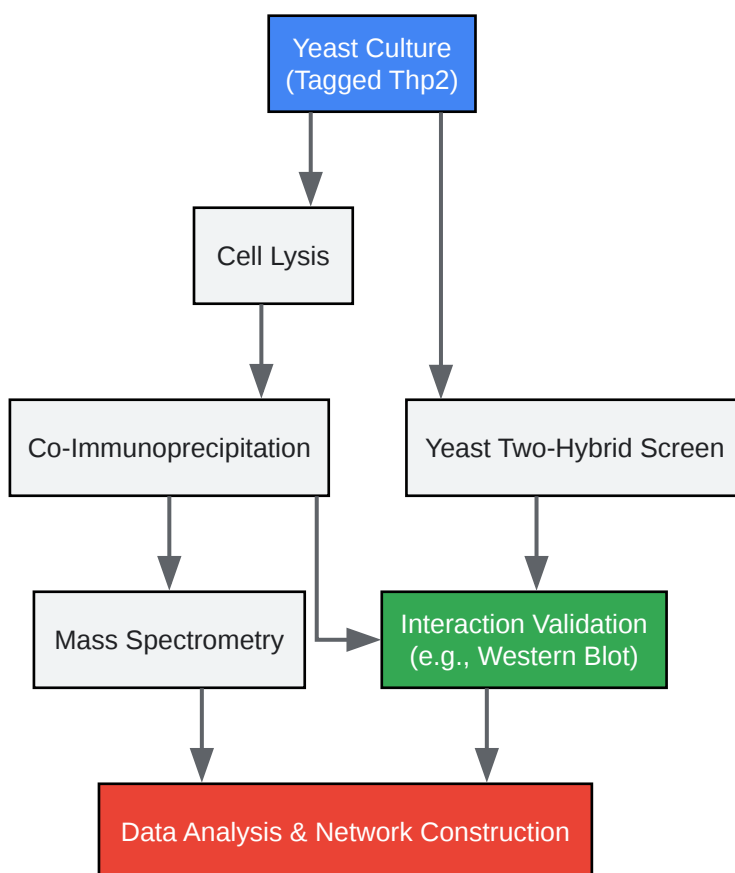 Yeast Culture
(Tagged Thp2)
Cell Lysis
Co-Immunoprecipitation
Yeast Two-Hybrid Screen
Mass Spectrometry
Interaction Validation
(e.g., Western Blot)
Data Analysis & Network Construction